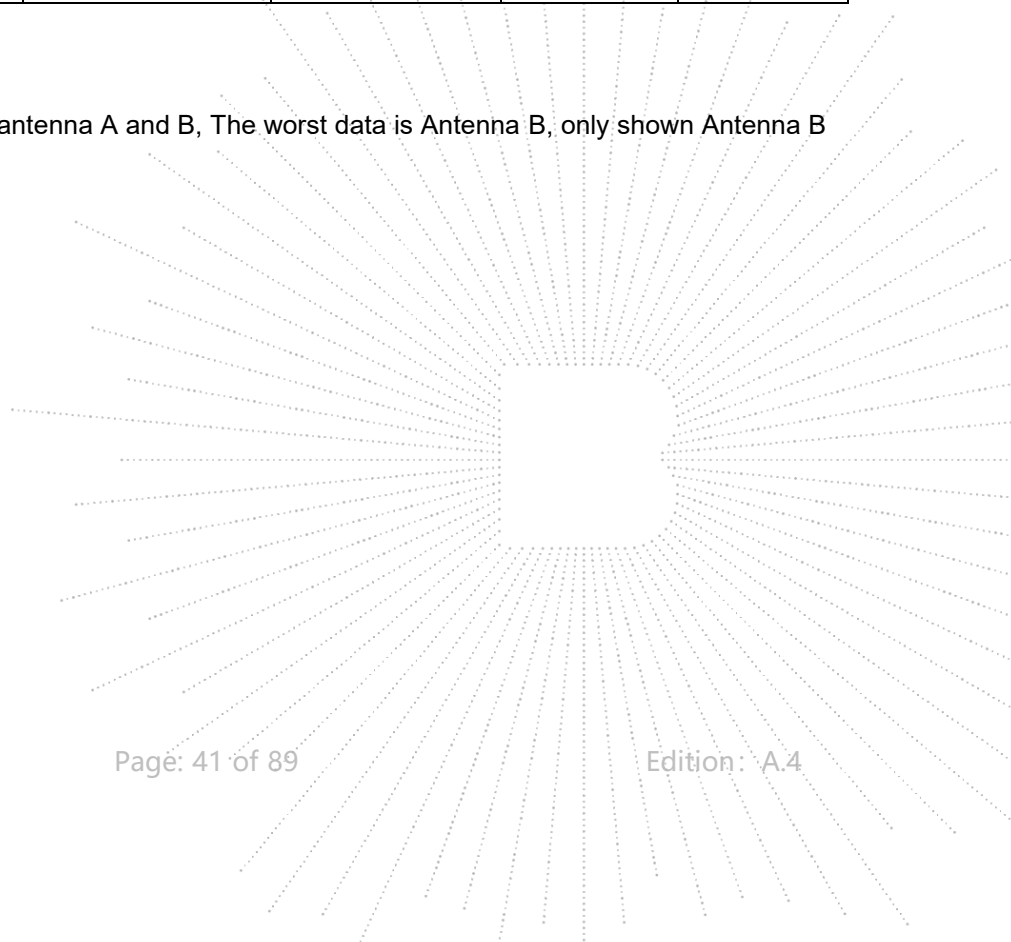 antenna A and B, The worst data is Antenna B, only shown Antenna B
Page: 41 of 89 Edition: A.4